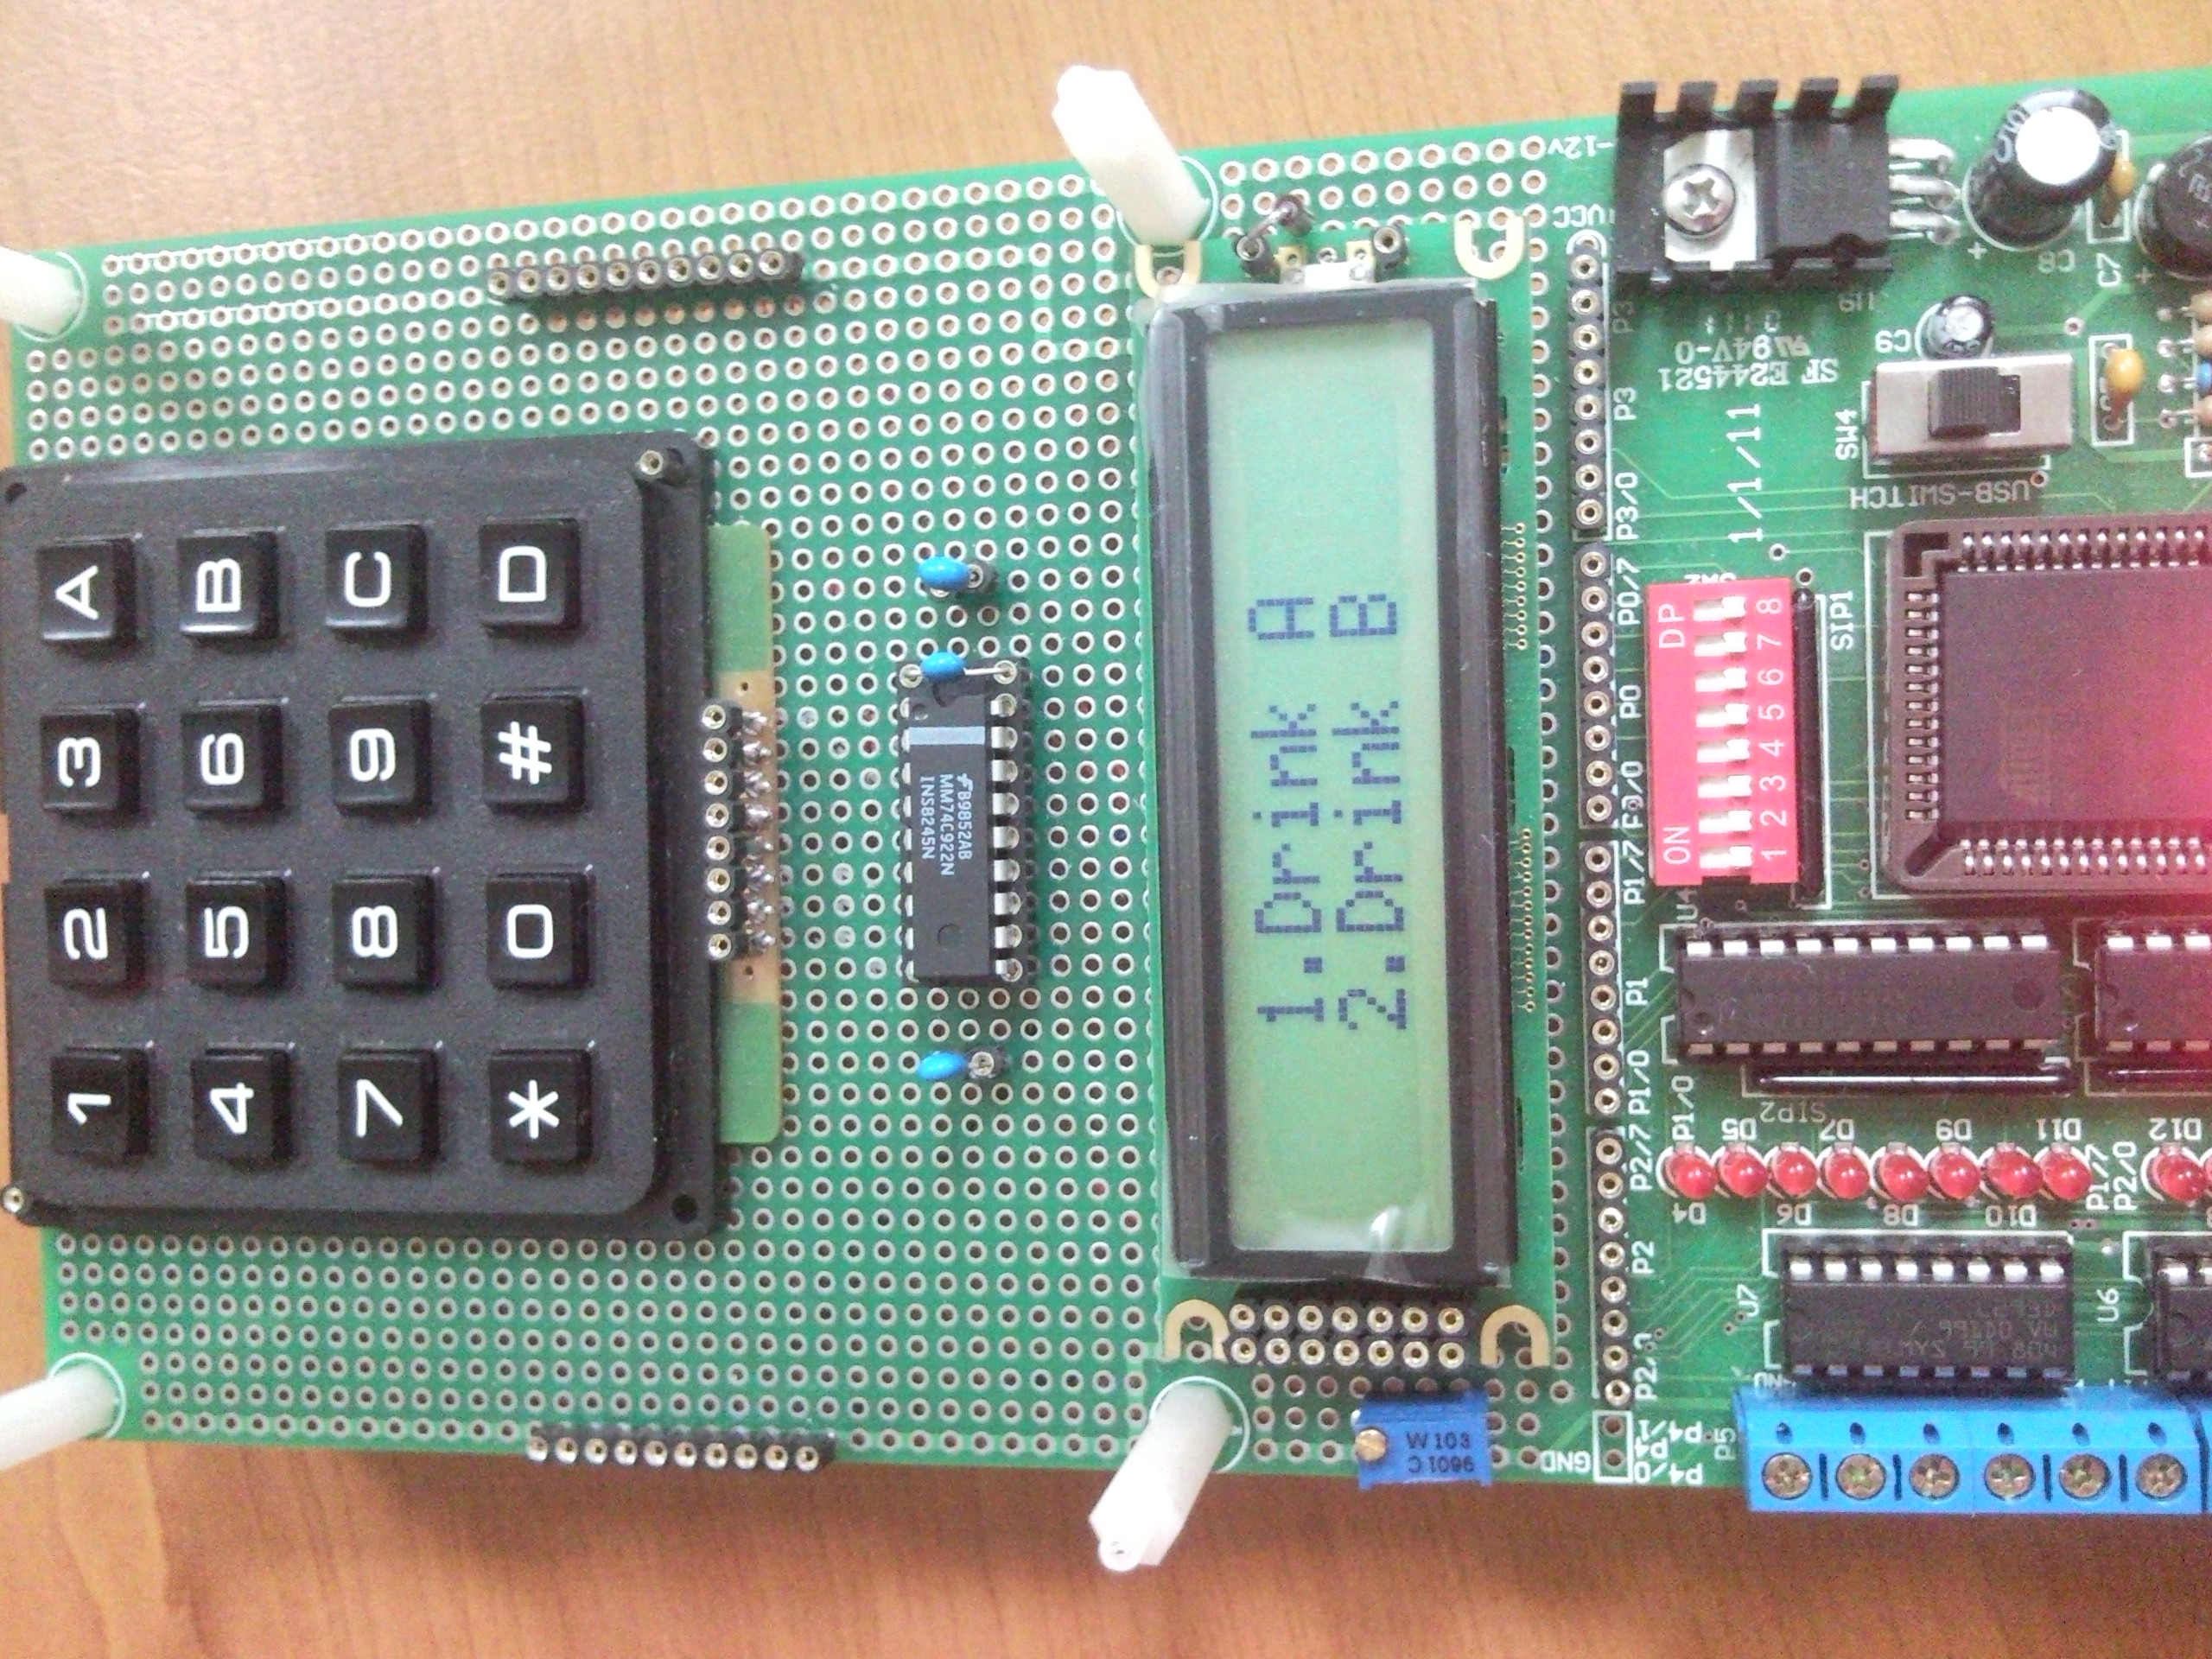 1 2 3 A
4 5 6 B
7 8 9 C
* 0 # D
B9852AB
MM74C922N
INS8245N
1.Drink A
2.Drink B
W103
C 1096
GND
VCC
-12v
P4/0
P4
P4/1
P2/0 P2 P2/7
P1/0 P1 P1/7
P0/0 P0 P0/7
P3/0 P3 P3
D4
P1/0
U4
ON DP
1 2 3 4 5 6 7 8
1/1/11
SF E244521
94V-0
D5
U7
D6
SIP2
D7
SIP1
SW4
USB-SWITCH
C9
D8
D9
D10
D11
C8
P1/7
P2/0
U6
C7
D12